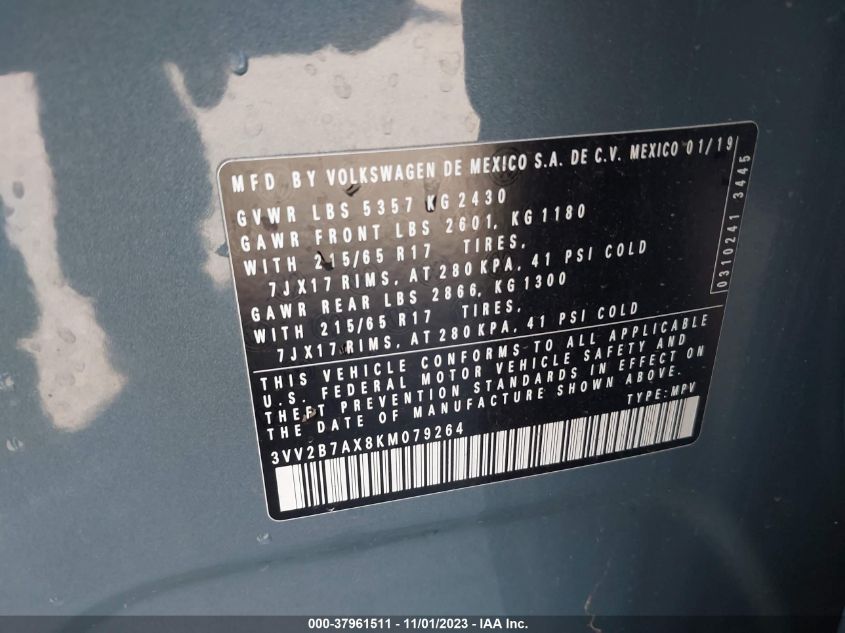 MFD BY VOLKSWAGEN DE MEXICO S.A. DE C.V. MEXICO 01/19
GVWR LBS 5357 KG 2430
GAWR FRONT LBS 2601, KG 1180
WITH 215/65 R17 TIRES,
7JX17 RIMS, AT 280 KPA, 41 PSI COLD
GAWR REAR LBS 2866, KG 1300
WITH 215/65 R17 TIRES,
7JX17 RIMS, AT 280 KPA, 41 PSI COLD
0310241 3445
THIS VEHICLE CONFORMS TO ALL APPLICABLE
U.S. FEDERAL MOTOR VEHICLE SAFETY AND
THEFT PREVENTION STANDARDS IN EFFECT ON
THE DATE OF MANUFACTURE SHOWN ABOVE.
TYPE: MPV
3VV2B7AX8KM079264
000-37961511 - 11/01/2023 - IAA Inc.